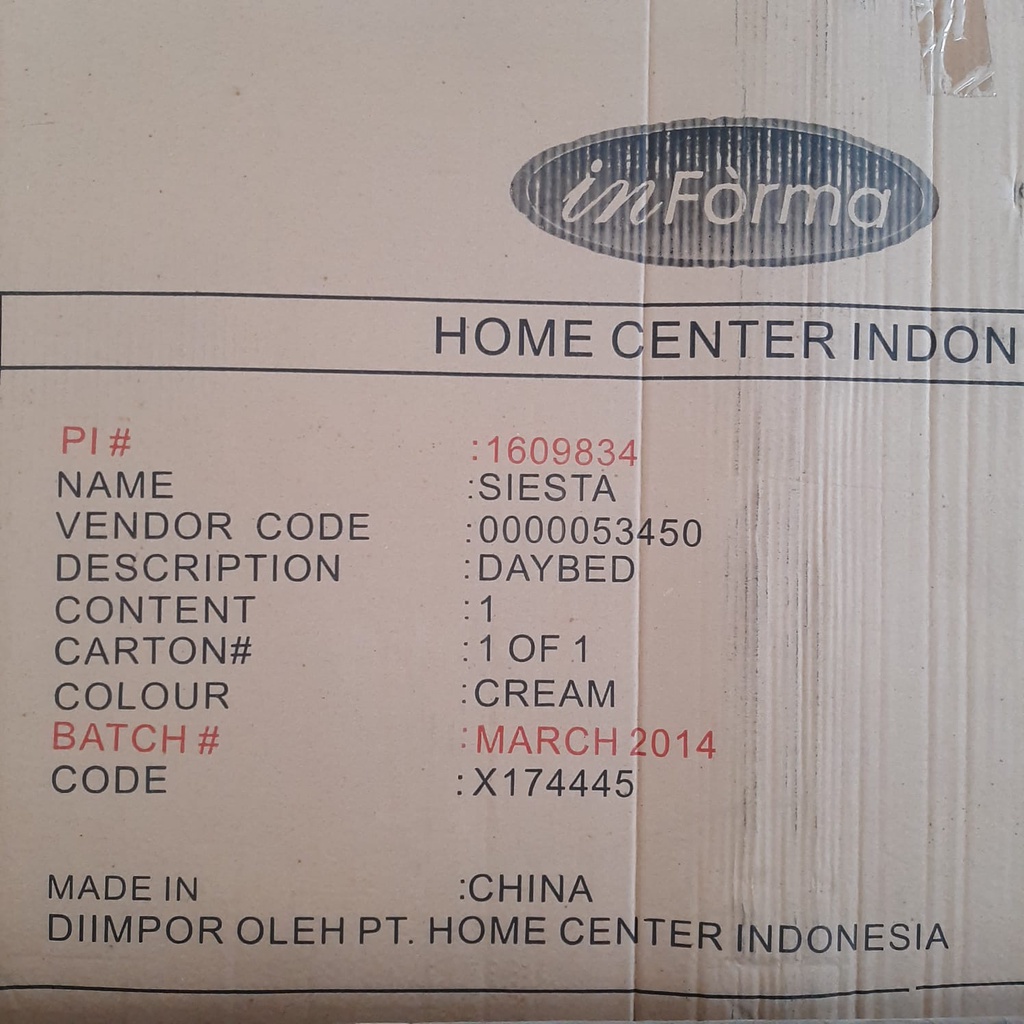 inFòrma
HOME CENTER INDON
PI # :1609834
NAME :SIESTA
VENDOR CODE :0000053450
DESCRIPTION :DAYBED
CONTENT :1
CARTON# :1 OF 1
COLOUR :CREAM
BATCH # :MARCH 2014
CODE :X174445
MADE IN :CHINA
DIIMPOR OLEH PT. HOME CENTER INDONESIA